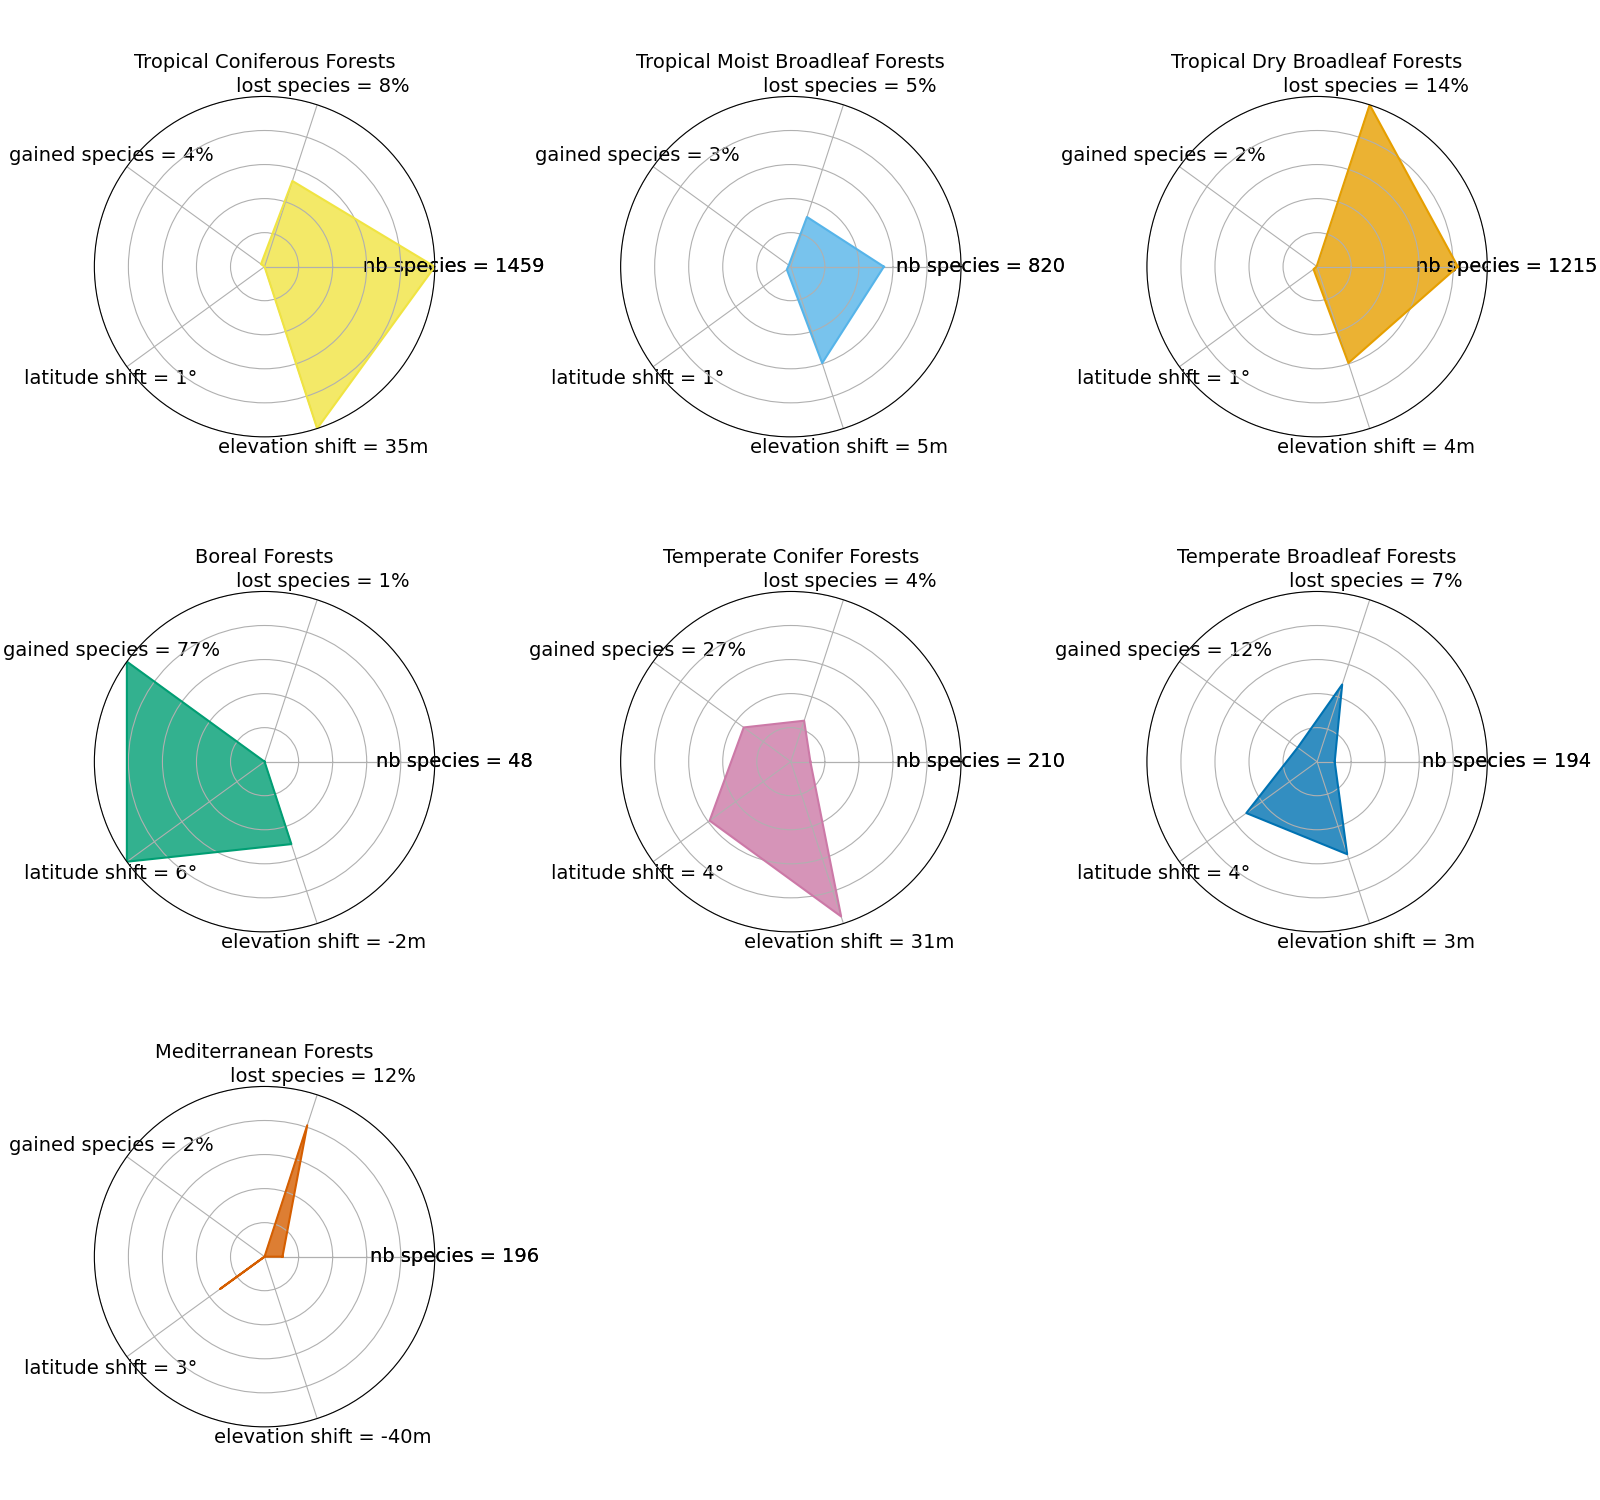 Tropical Coniferous Forests
lost species = 8%
gained species = 4%
nb species = 1459
latitude shift = 1°
elevation shift = 35m
Tropical Moist Broadleaf Forests
lost species = 5%
gained species = 3%
nb species = 820
latitude shift = 1°
elevation shift = 5m
Tropical Dry Broadleaf Forests
lost species = 14%
gained species = 2%
nb species = 1215
latitude shift = 1°
elevation shift = 4m
Boreal Forests
lost species = 1%
gained species = 77%
nb species = 48
latitude shift = 6°
elevation shift = -2m
Temperate Conifer Forests
lost species = 4%
gained species = 27%
nb species = 210
latitude shift = 4°
elevation shift = 31m
Temperate Broadleaf Forests
lost species = 7%
gained species = 12%
nb species = 194
latitude shift = 4°
elevation shift = 3m
Mediterranean Forests
lost species = 12%
gained species = 2%
nb species = 196
latitude shift = 3°
elevation shift = -40m